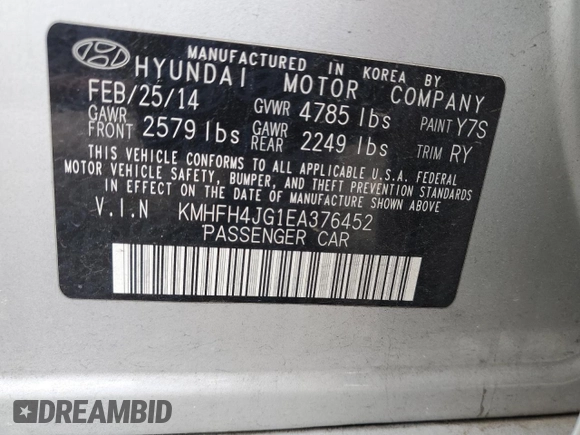 MANUFACTURED IN KOREA BY
HYUNDAI MOTOR COMPANY
FEB/25/14 GVWR 4785 lbs PAINT Y7S
GAWR FRONT 2579 lbs GAWR REAR 2249 lbs TRIM RY
THIS VEHICLE CONFORMS TO ALL APPLICABLE U.S.A. FEDERAL
MOTOR VEHICLE SAFETY, BUMPER, AND THEFT PREVENTION STANDARDS
IN EFFECT ON THE DATE OF MANUFACTURE SHOWN ABOVE.
V.I.N KMHFH4JG1EA376452
PASSENGER CAR
DREAMBID